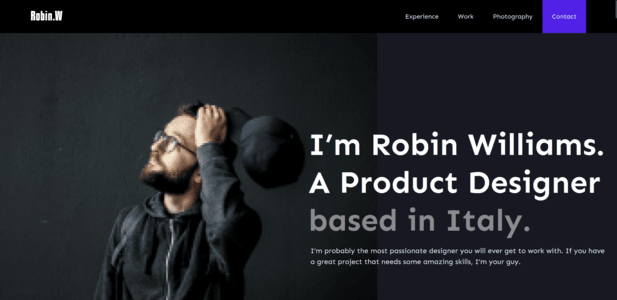 Robin.W
Experience Work Photography Contact
I'm Robin Williams.
A Product Designer
based in Italy.
I'm probably the most passionate designer you will ever get to work with. If you have
a great project that needs some amazing skills, I'm your guy.